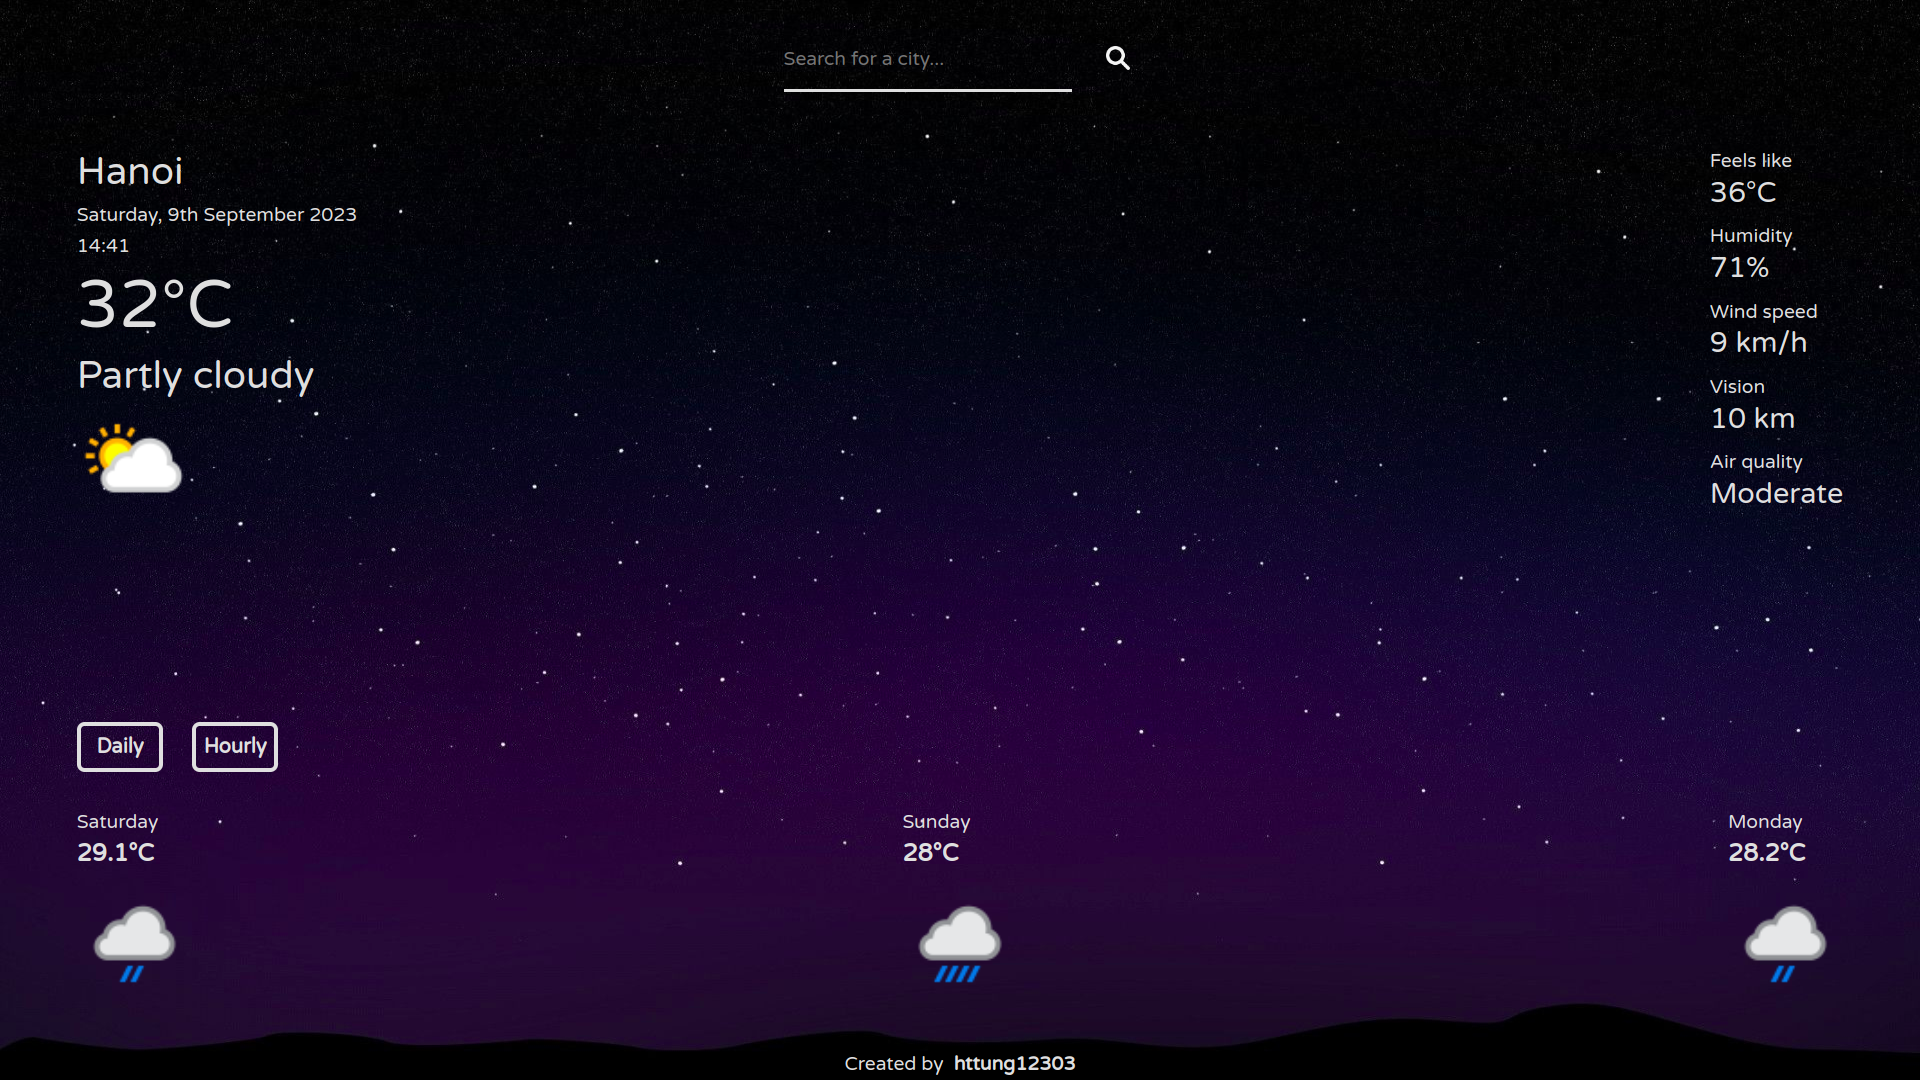 Search for a city...
Hanoi
Saturday, 9th September 2023
14:41
32°C
Partly cloudy
Feels like
36°C
Humidity
71%
Wind speed
9 km/h
Vision
10 km
Air quality
Moderate
Daily
Hourly
Saturday
29.1°C
Sunday
28°C
Monday
28.2°C
Created by httung12303